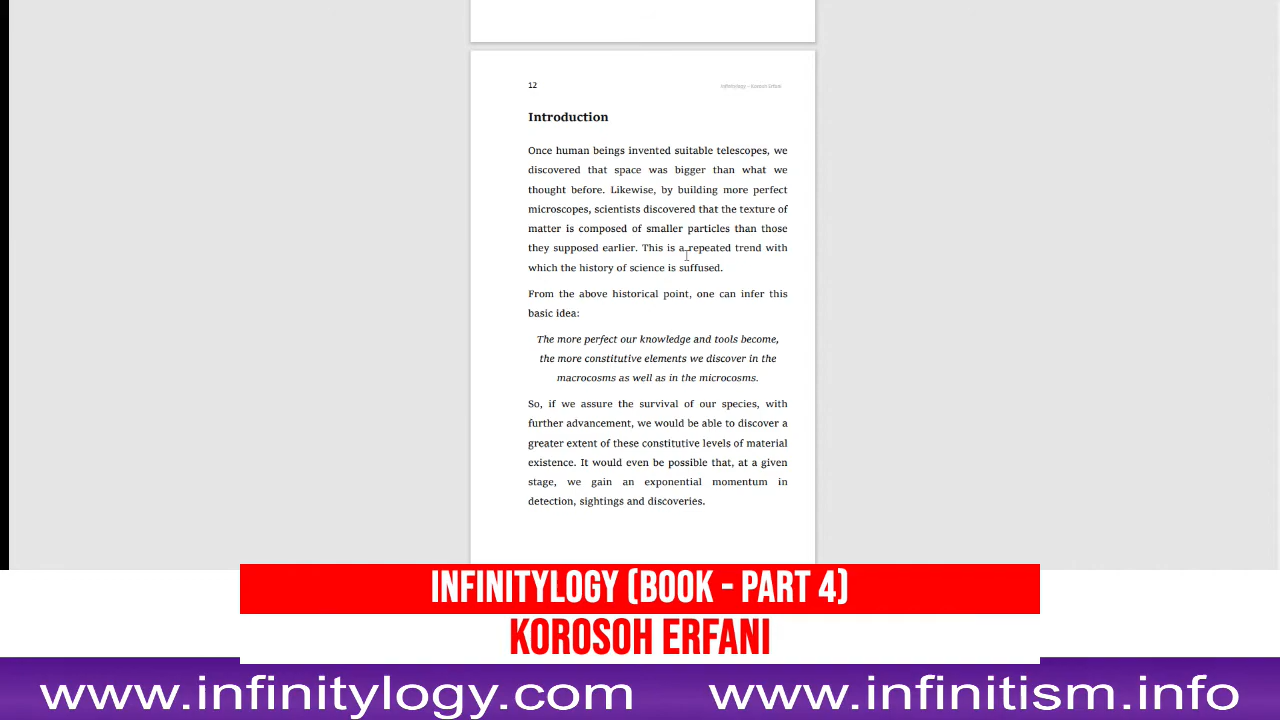 12
Infinitylogy - Korosh Erfani
Introduction
Once human beings invented suitable telescopes, we
discovered that space was bigger than what we
thought before. Likewise, by building more perfect
microscopes, scientists discovered that the texture of
matter is composed of smaller particles than those
they supposed earlier. This is a repeated trend with
which the history of science is suffused.
From the above historical point, one can infer this
basic idea:
The more perfect our knowledge and tools become,
the more constitutive elements we discover in the
macrocosms as well as in the microcosms.
So, if we assure the survival of our species, with
further advancement, we would be able to discover a
greater extent of these constitutive levels of material
existence. It would even be possible that, at a given
stage, we gain an exponential momentum in
detection, sightings and discoveries.
INFINITYLOGY (BOOK - PART 4)
KOROSOH ERFANI
www.infinitylogy.com
www.infinitism.info